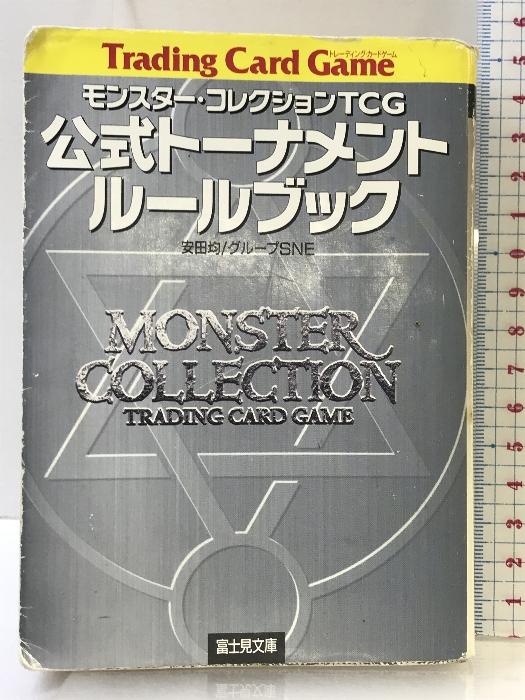 Trading Card Game
トレーディング・カードゲーム
モンスター・コレクションTCG
公式トーナメント
ルールブック
安田均/グループSNE
MONSTER
COLLECTION
TRADING CARD GAME
富士見文庫